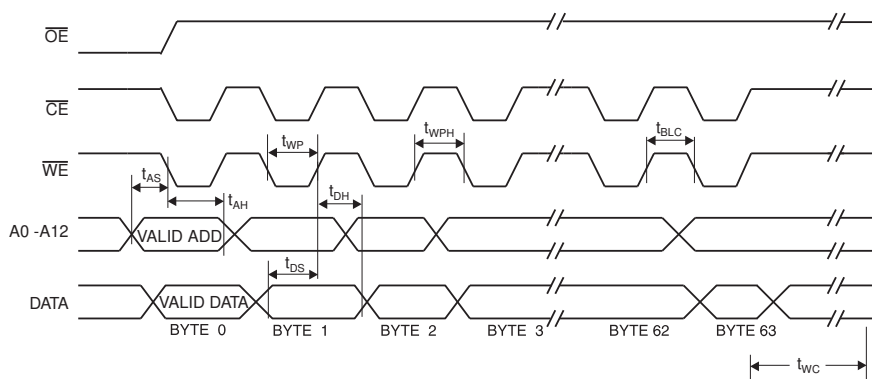 OE
CE
tWP
tWPH
tBLC
WE
tAS
tAH
tDH
A0 -A12
VALID ADD
tDS
DATA
VALID DATA
BYTE 0
BYTE 1
BYTE 2
BYTE 3
BYTE 62
BYTE 63
tWC